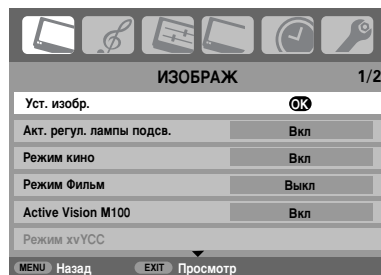 ИЗОБРАЖ 1/2
Уст. изобр. OK
Акт. регул. лампы подсв. Вкл
Режим кино Вкл
Режим Фильм Выкл
Active Vision M100 Вкл
Режим xvYCC
MENU Назад EXIT Просмотр